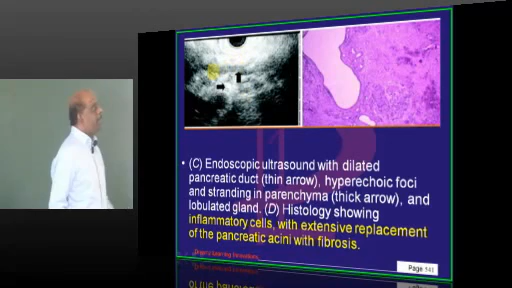 • (C) Endoscopic ultrasound with dilated
pancreatic duct (thin arrow), hyperechoic foci
and stranding in parenchyma (thick arrow), and
lobulated gland. (D) Histology showing
inflammatory cells, with extensive replacement
of the pancreatic acini with fibrosis.
Page 141